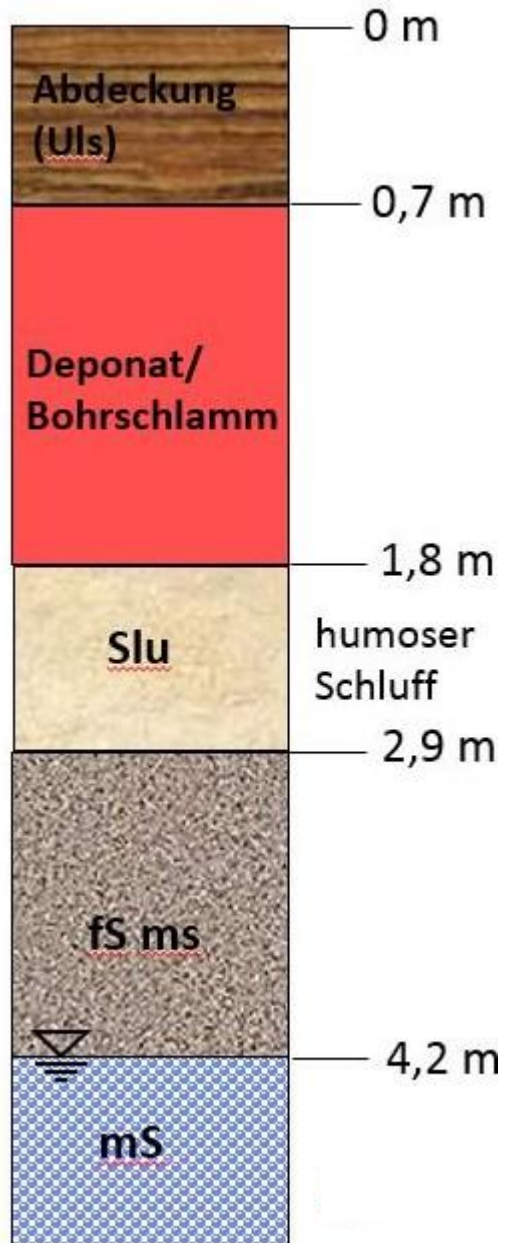 0 m
Abdeckung
(Uls)
0,7 m
Deponat/
Bohrschlamm
1,8 m
Slu
humoser
Schluff
2,9 m
fS ms
4,2 m
mS